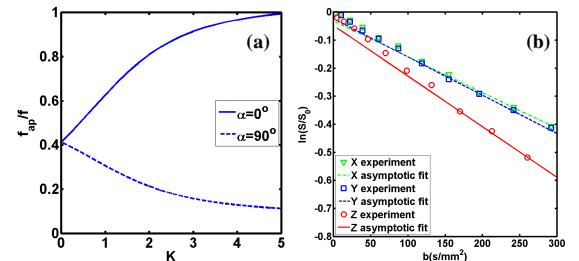 1
0.8
0.6
0.4
0.2
0
0 1 2 3 4 5
f_ap/f
K
(a)
α=0°
α=90°
0
-0.1
-0.2
-0.3
-0.4
-0.5
-0.6
-0.7
-0.8
0 50 100 150 200 250 300
ln(S/S₀)
b(s/mm²)
(b)
X experiment
X asymptotic fit
Y experiment
Y asymptotic fit
Z experiment
Z asymptotic fit